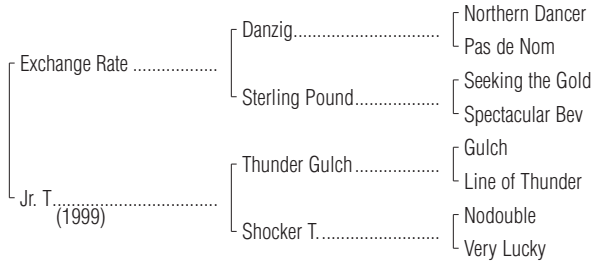 Northern Dancer
Danzig................................
Pas de Nom
Exchange Rate ..................
Seeking the Gold
Sterling Pound..................
Spectacular Bev
Gulch
Thunder Gulch ..................
Line of Thunder
Jr. T....................................
(1999)
Nodouble
Shocker T. .........................
Very Lucky